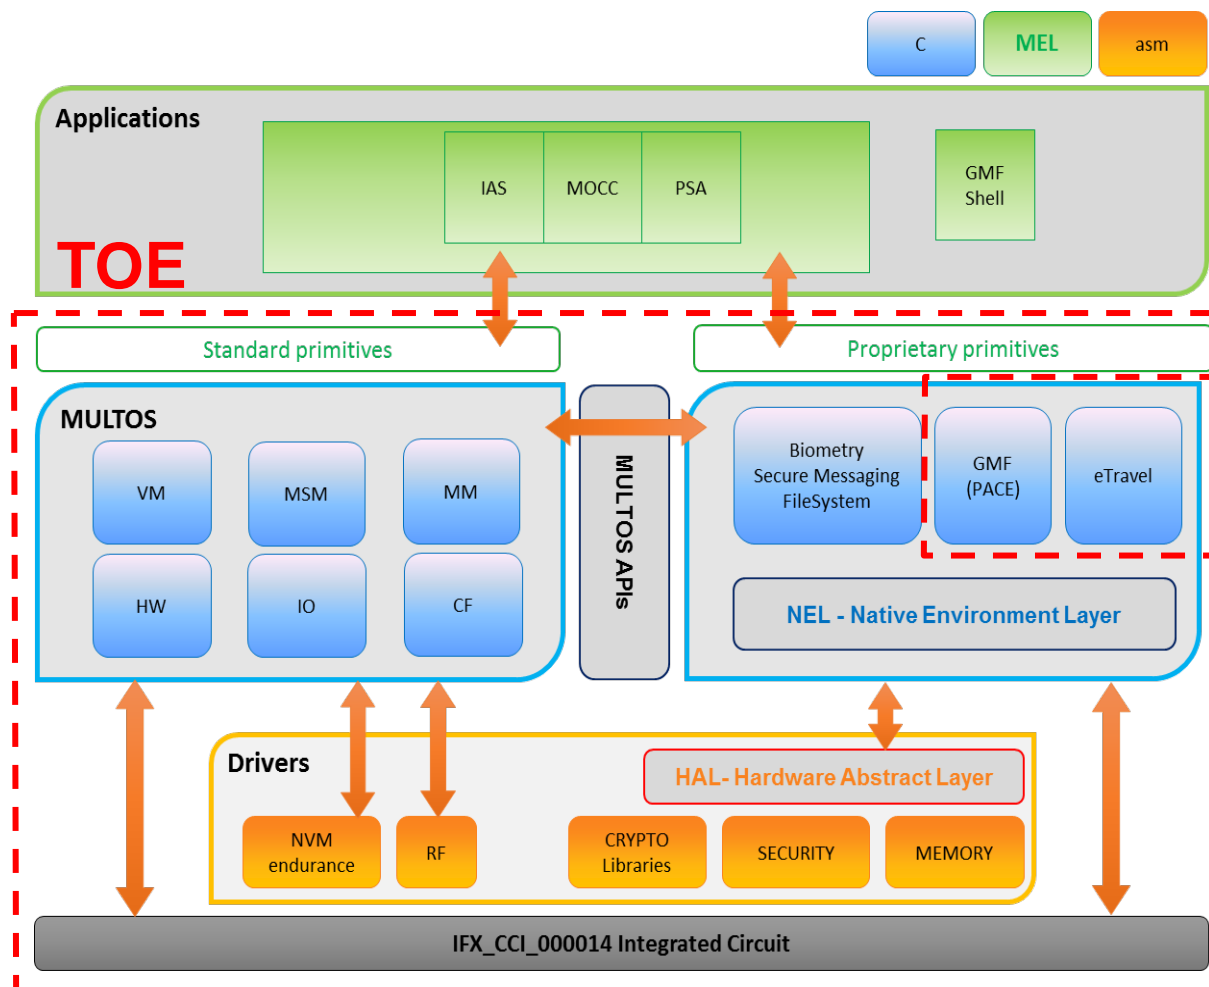 C
MEL
asm
Applications
IAS
MOCC
PSA
GMF
Shell
TOE
Standard primitives
Proprietary primitives
MULTOS
VM
MSM
MM
HW
IO
CF
MULTOS APIs
Biometry
Secure Messaging
FileSystem
GMF
(PACE)
eTravel
NEL - Native Environment Layer
Drivers
HAL- Hardware Abstract Layer
NVM
endurance
RF
CRYPTO
Libraries
SECURITY
MEMORY
IFX_CCI_000014 Integrated Circuit